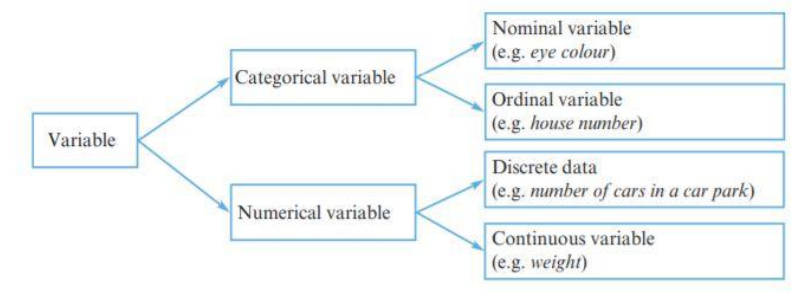 Variable
Categorical variable
Nominal variable
(e.g. eye colour)
Ordinal variable
(e.g. house number)
Numerical variable
Discrete data
(e.g. number of cars in a car park)
Continuous variable
(e.g. weight)